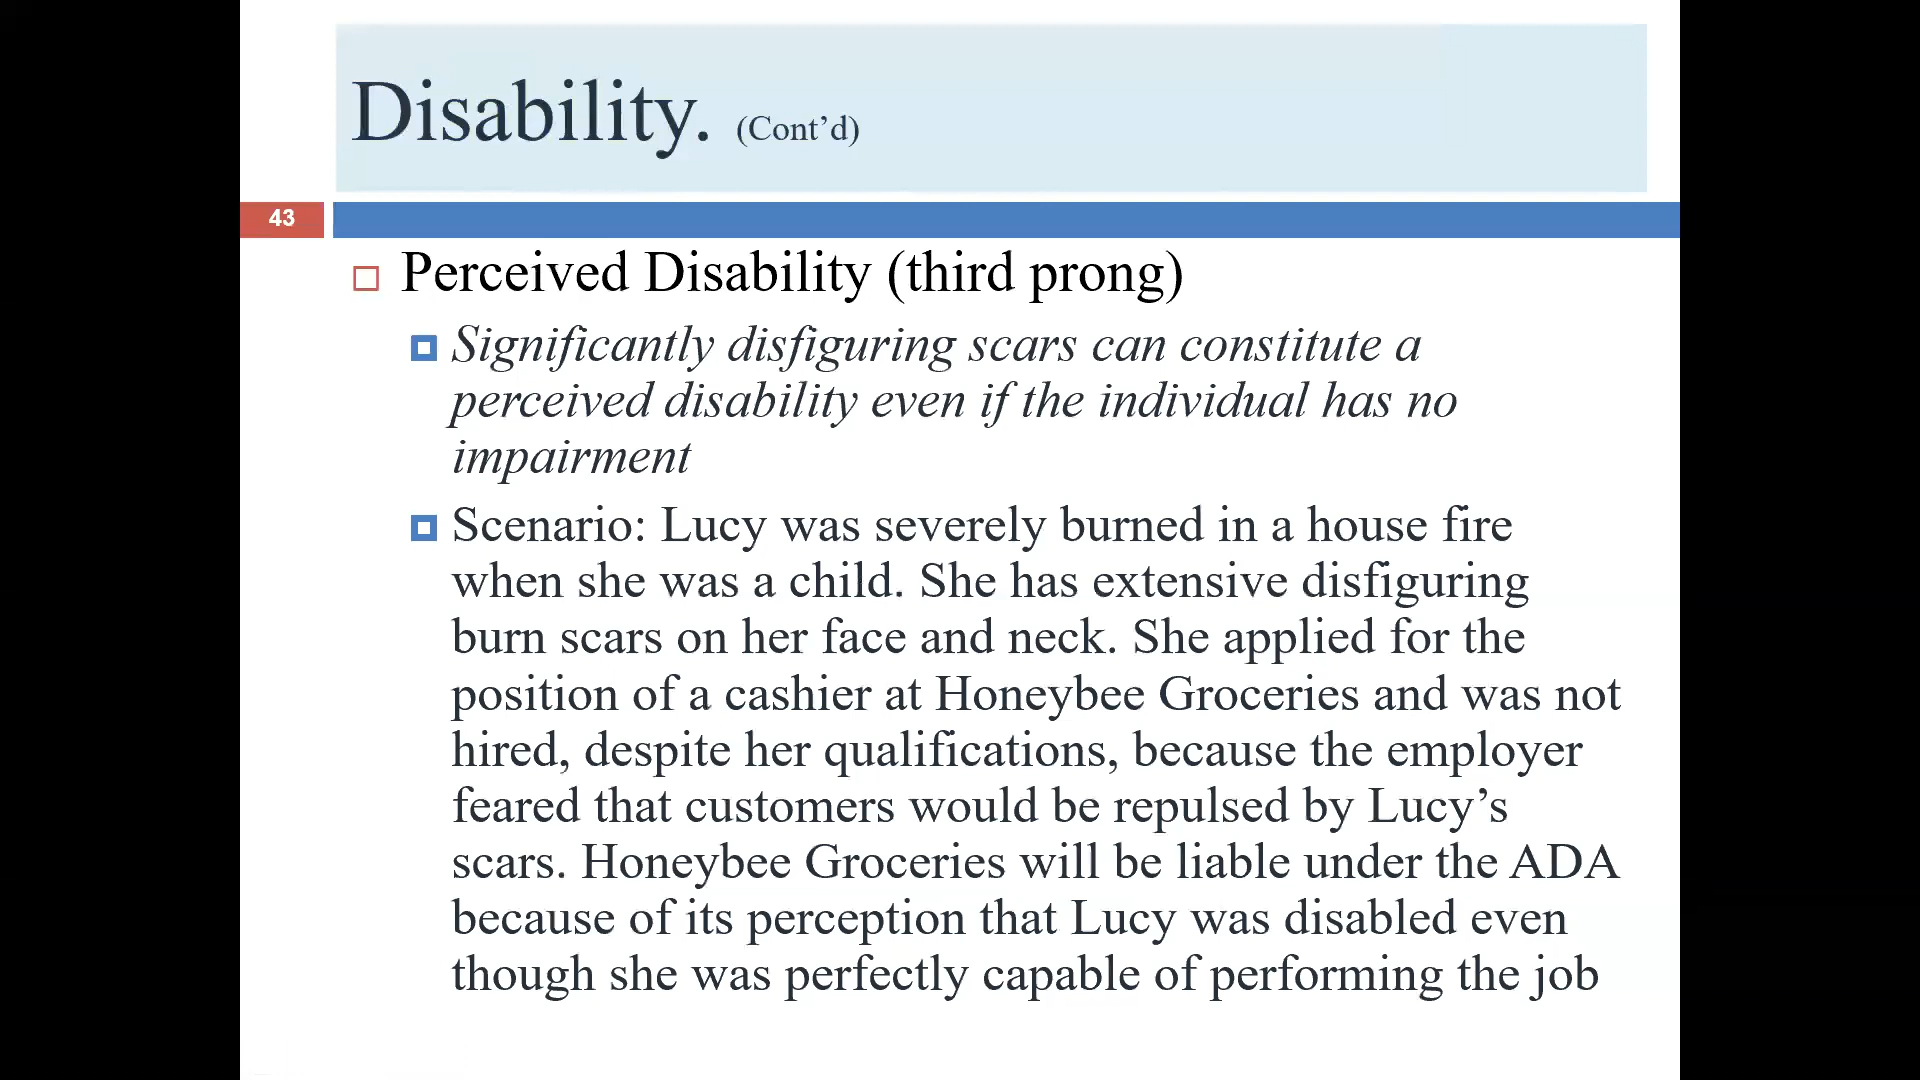 Disability. (Cont’d)
43
Perceived Disability (third prong)
Significantly disfiguring scars can constitute a
perceived disability even if the individual has no
impairment
Scenario: Lucy was severely burned in a house fire
when she was a child. She has extensive disfiguring
burn scars on her face and neck. She applied for the
position of a cashier at Honeybee Groceries and was not
hired, despite her qualifications, because the employer
feared that customers would be repulsed by Lucy’s
scars. Honeybee Groceries will be liable under the ADA
because of its perception that Lucy was disabled even
though she was perfectly capable of performing the job